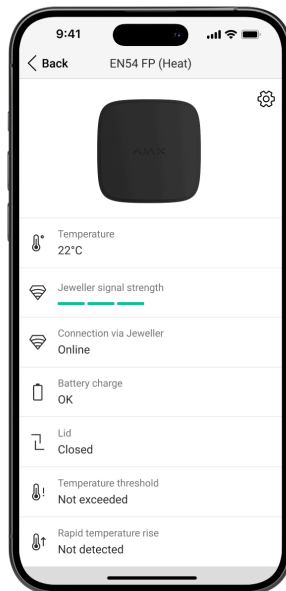 9:41
Back
EN54 FP (Heat)
AJAX
Temperature
22°C
Jeweller signal strength
Connection via Jeweller
Online
Battery charge
OK
Lid
Closed
Temperature threshold
Not exceeded
Rapid temperature rise
Not detected